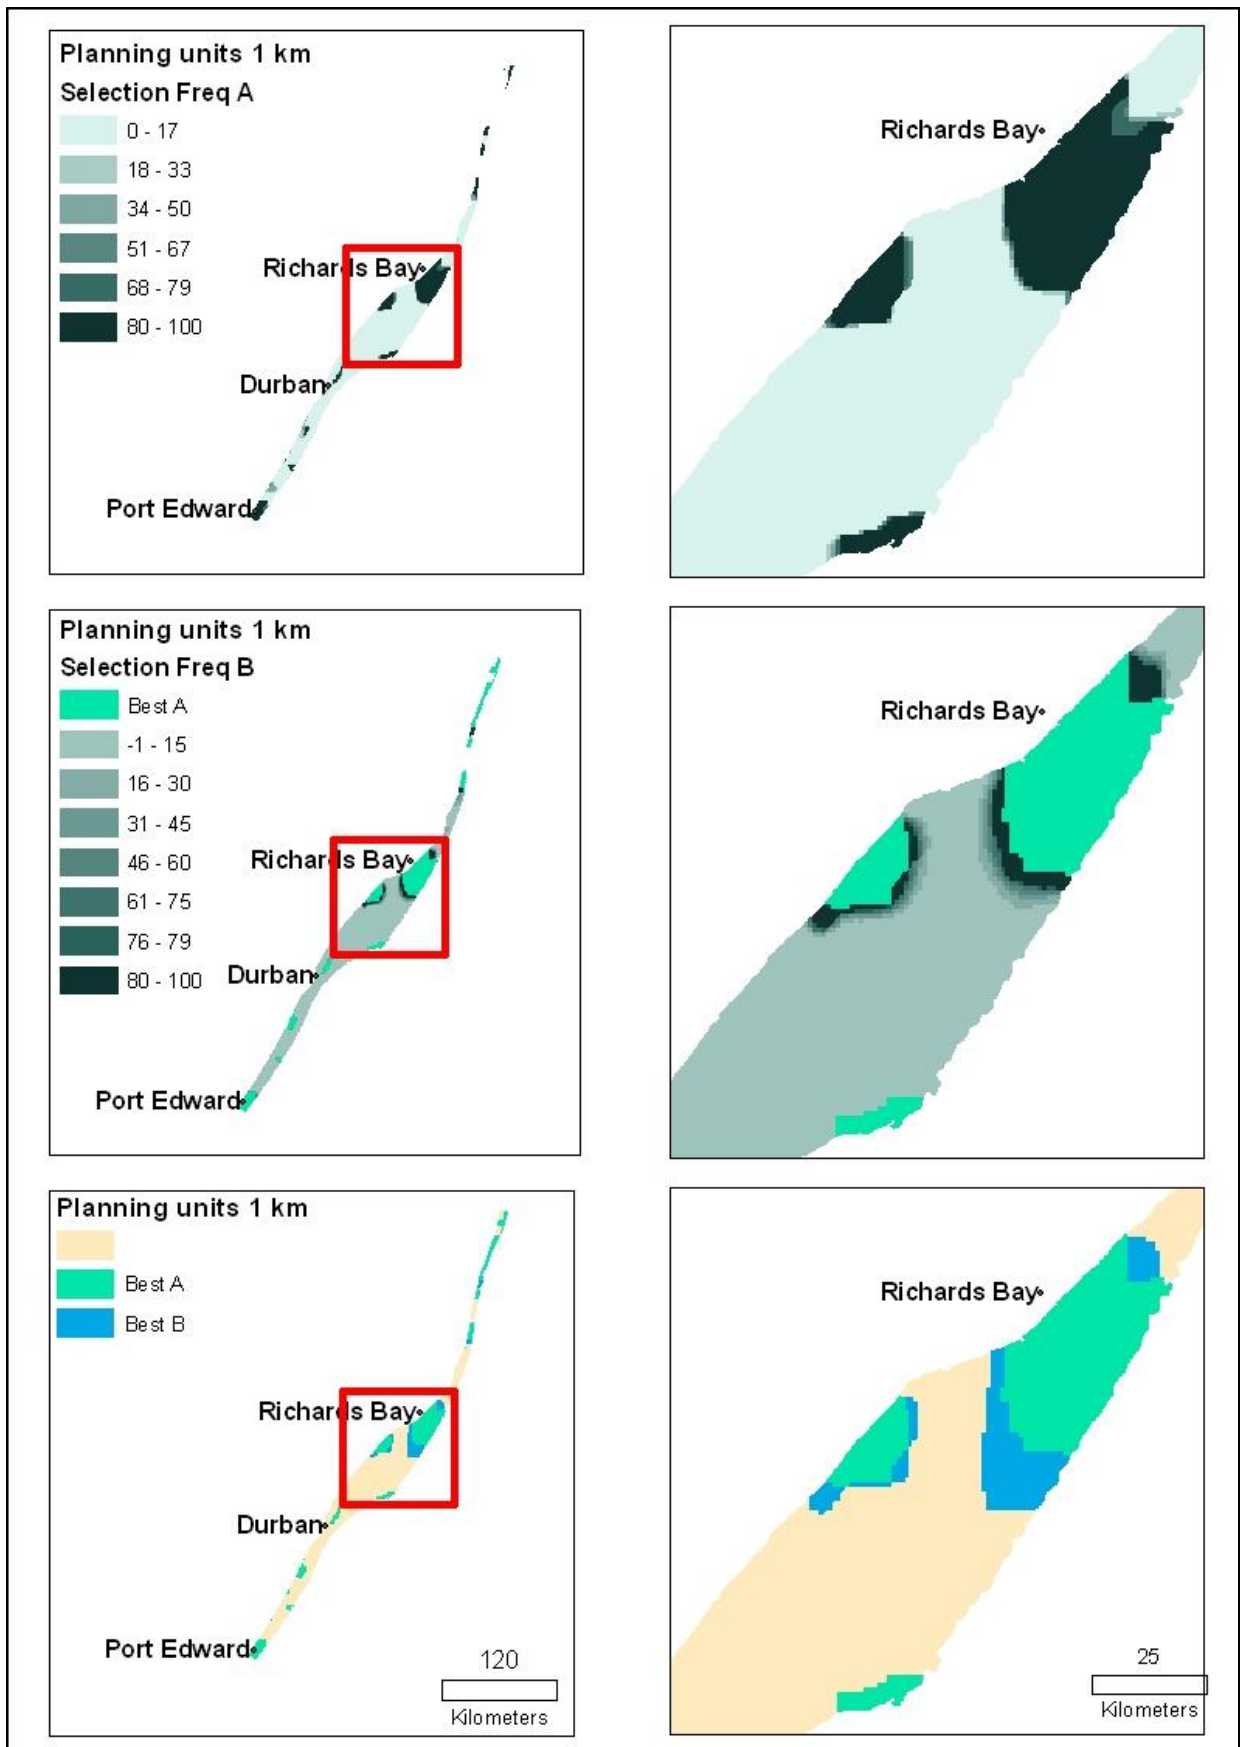 Planning units 1 km
Selection Freq A
0 - 17
18 - 33
34 - 50
51 - 67
68 - 79
80 - 100
Richards Bay
Durban
Port Edward
Richards Bay
Planning units 1 km
Selection Freq B
Best A
-1 - 15
16 - 30
31 - 45
46 - 60
61 - 75
76 - 79
80 - 100
Richards Bay
Durban
Port Edward
Richards Bay
Planning units 1 km
Best A
Best B
Richards Bay
Durban
Port Edward
120
Kilometers
Richards Bay
25
Kilometers